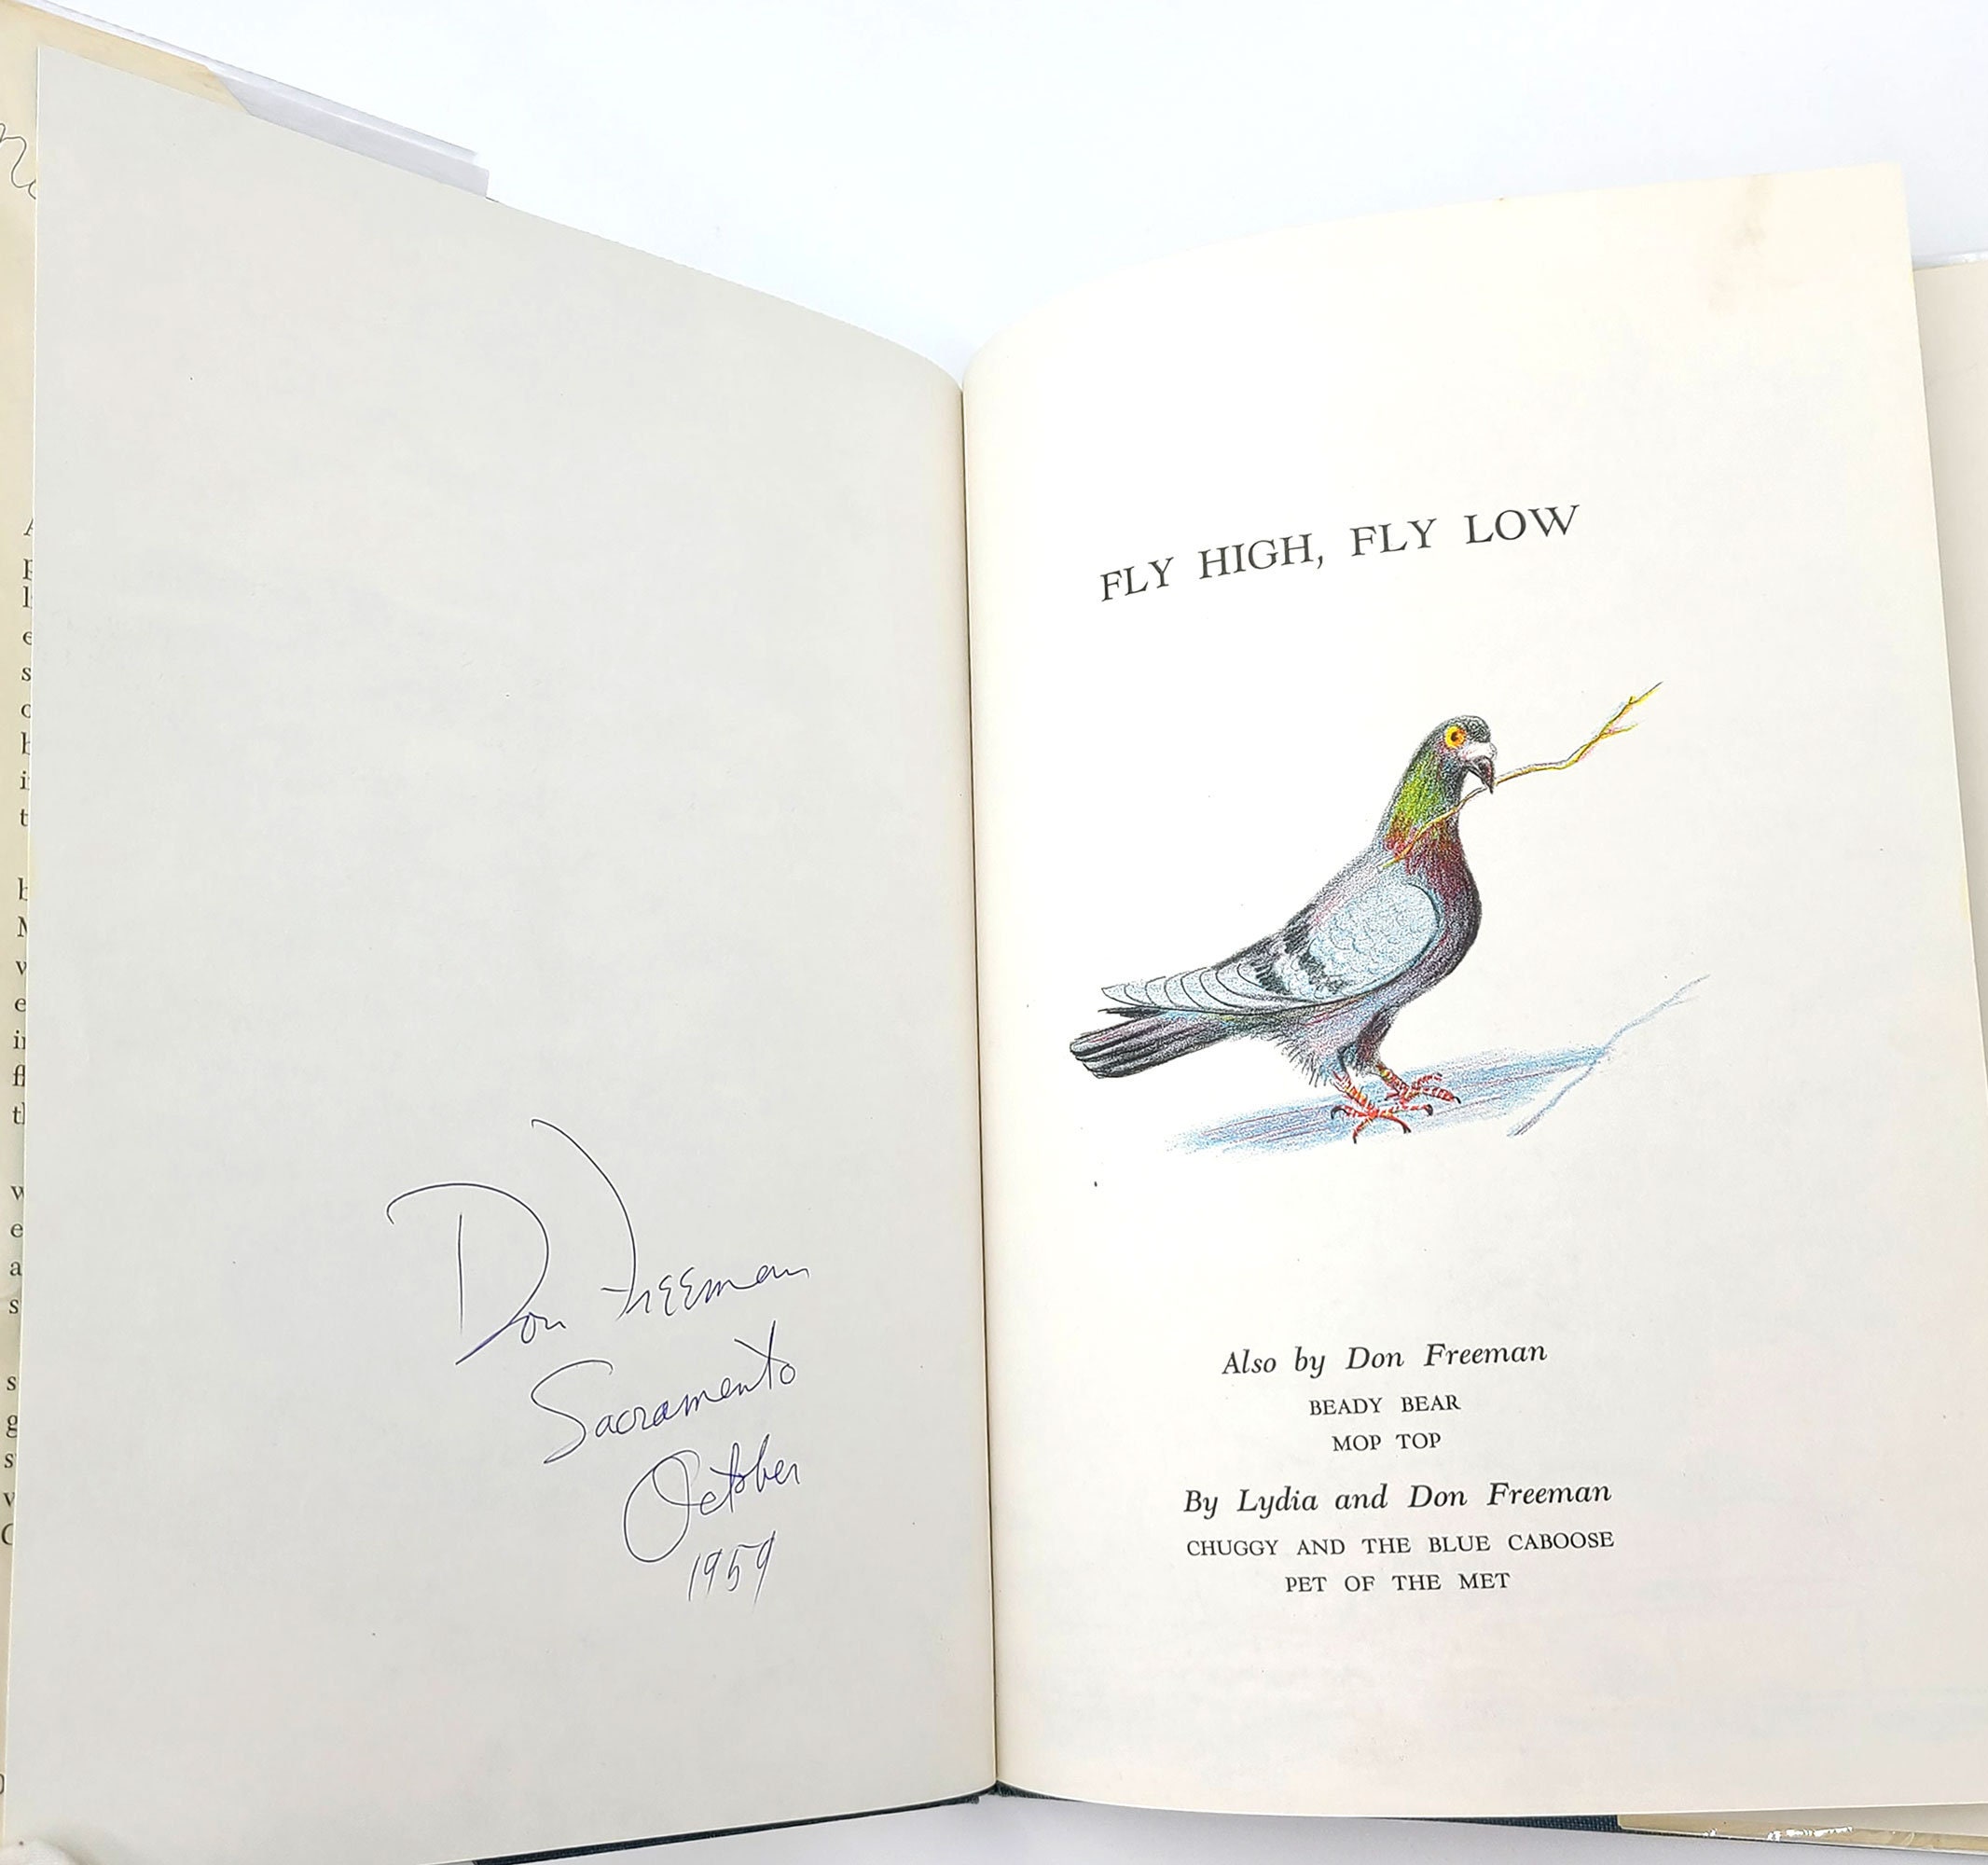 Don Freeman
Sacramento
October
1959
FLY HIGH, FLY LOW
Also by Don Freeman
BEADY BEAR
MOP TOP
By Lydia and Don Freeman
CHUGGY AND THE BLUE CABOOSE
PET OF THE MET